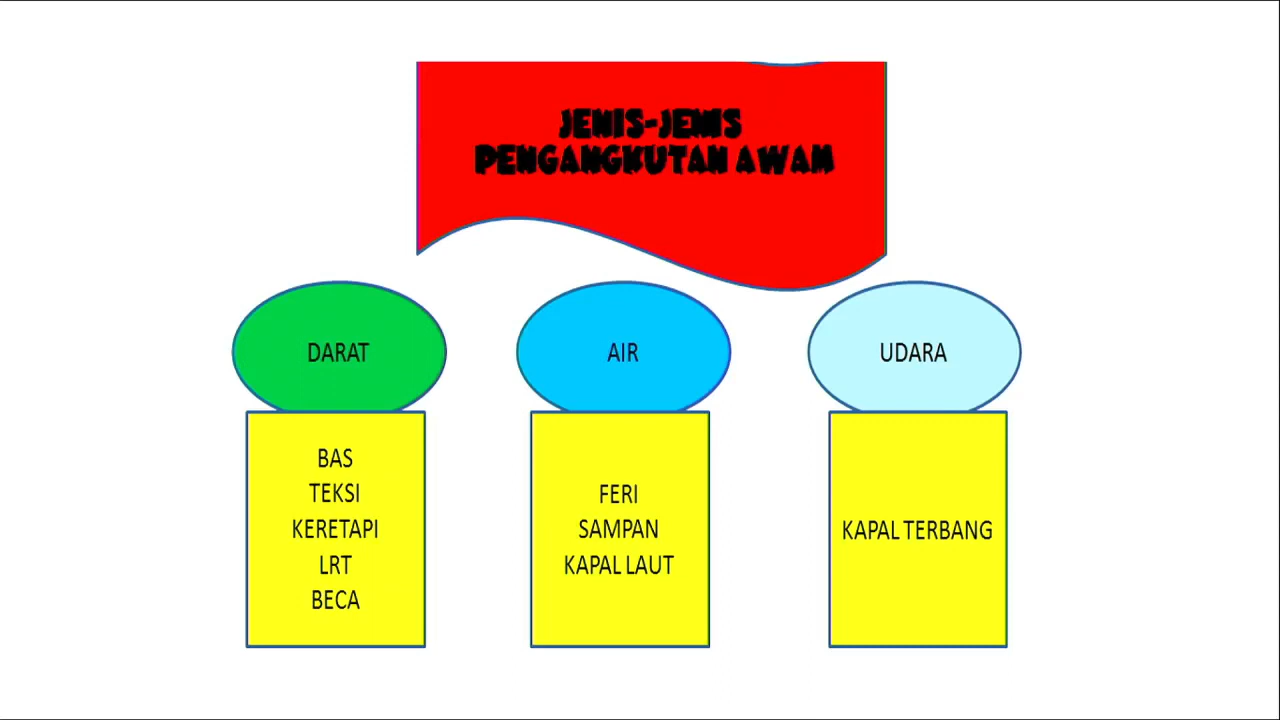 JENIS-JENIS
PENGANGKUTAN AWAM
DARAT
AIR
UDARA
BAS
TEKSI
KERETAPI
LRT
BECA
FERI
SAMPAN
KAPAL LAUT
KAPAL TERBANG